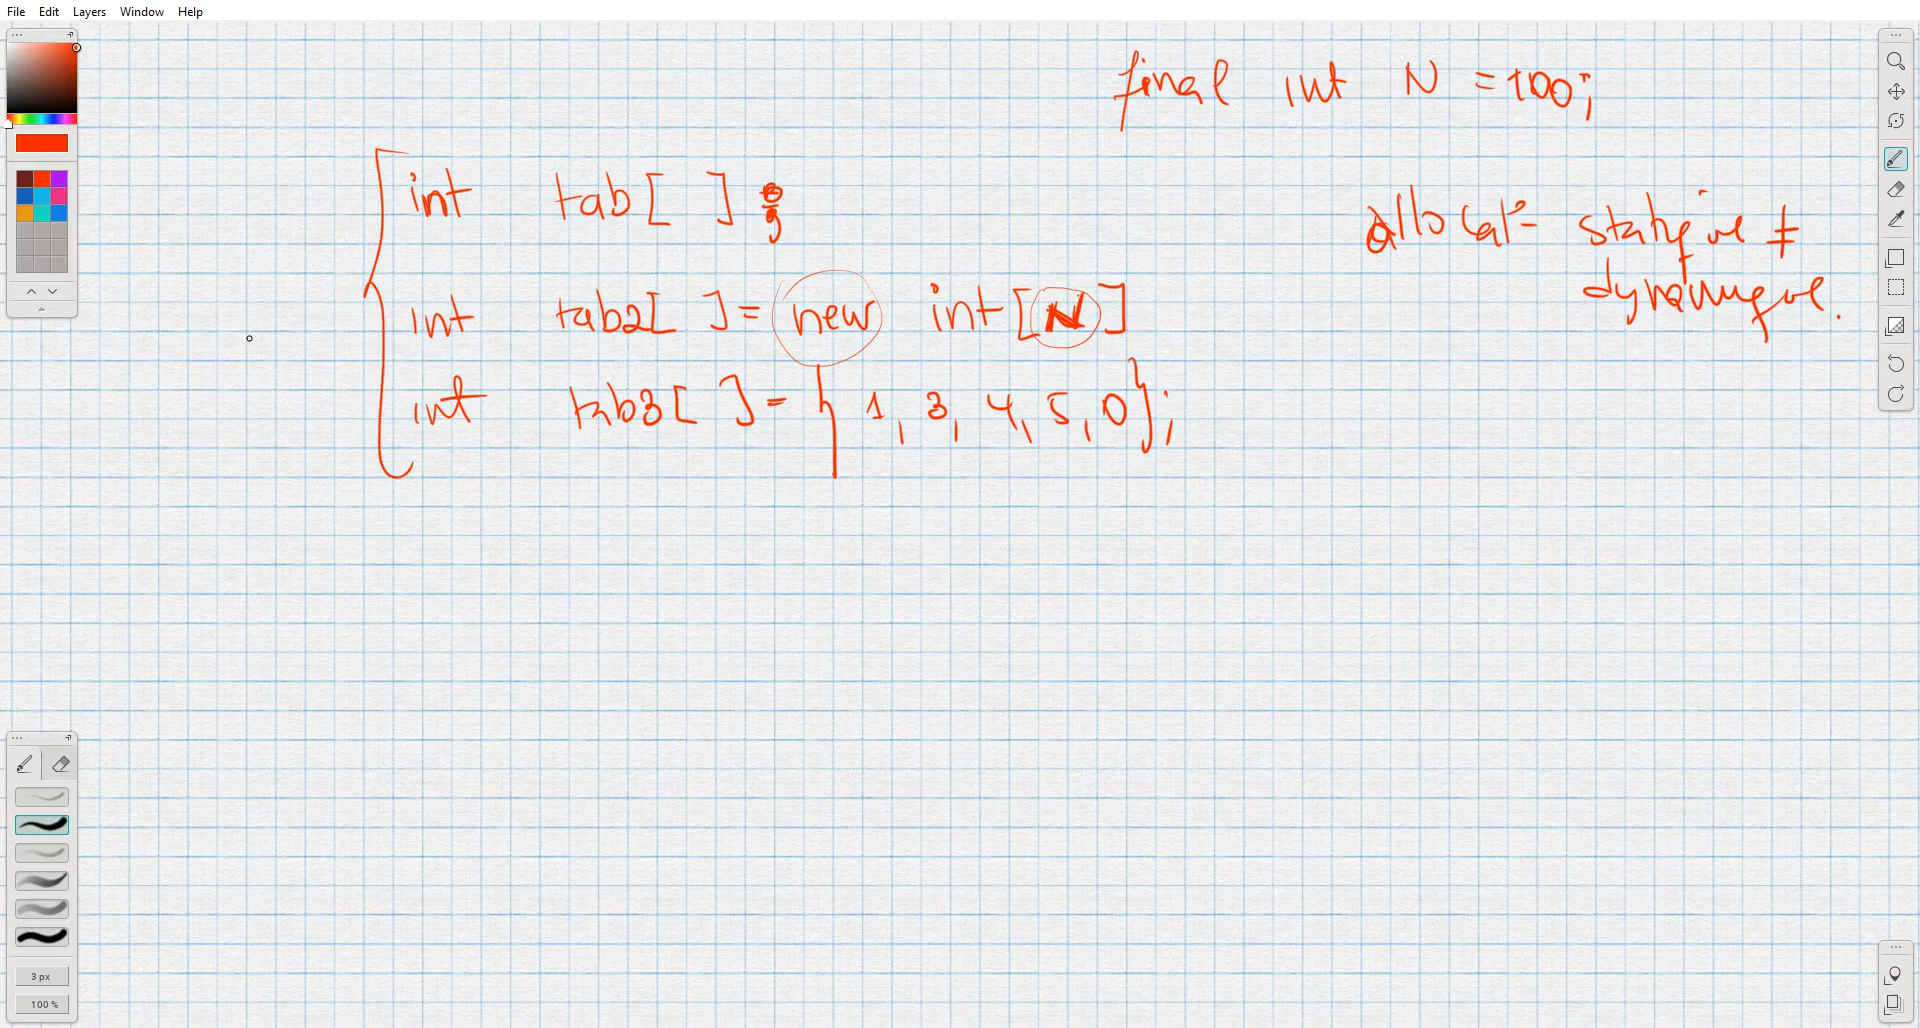 File Edit Layers Window Help
final int N = 100;
int tab[ ];
allocat° statique ≠
dynamique.
int tab2[ ] = new int[N]
int tab3[ ] = { 1, 3, 4, 5, 0 };
3 px
100 %